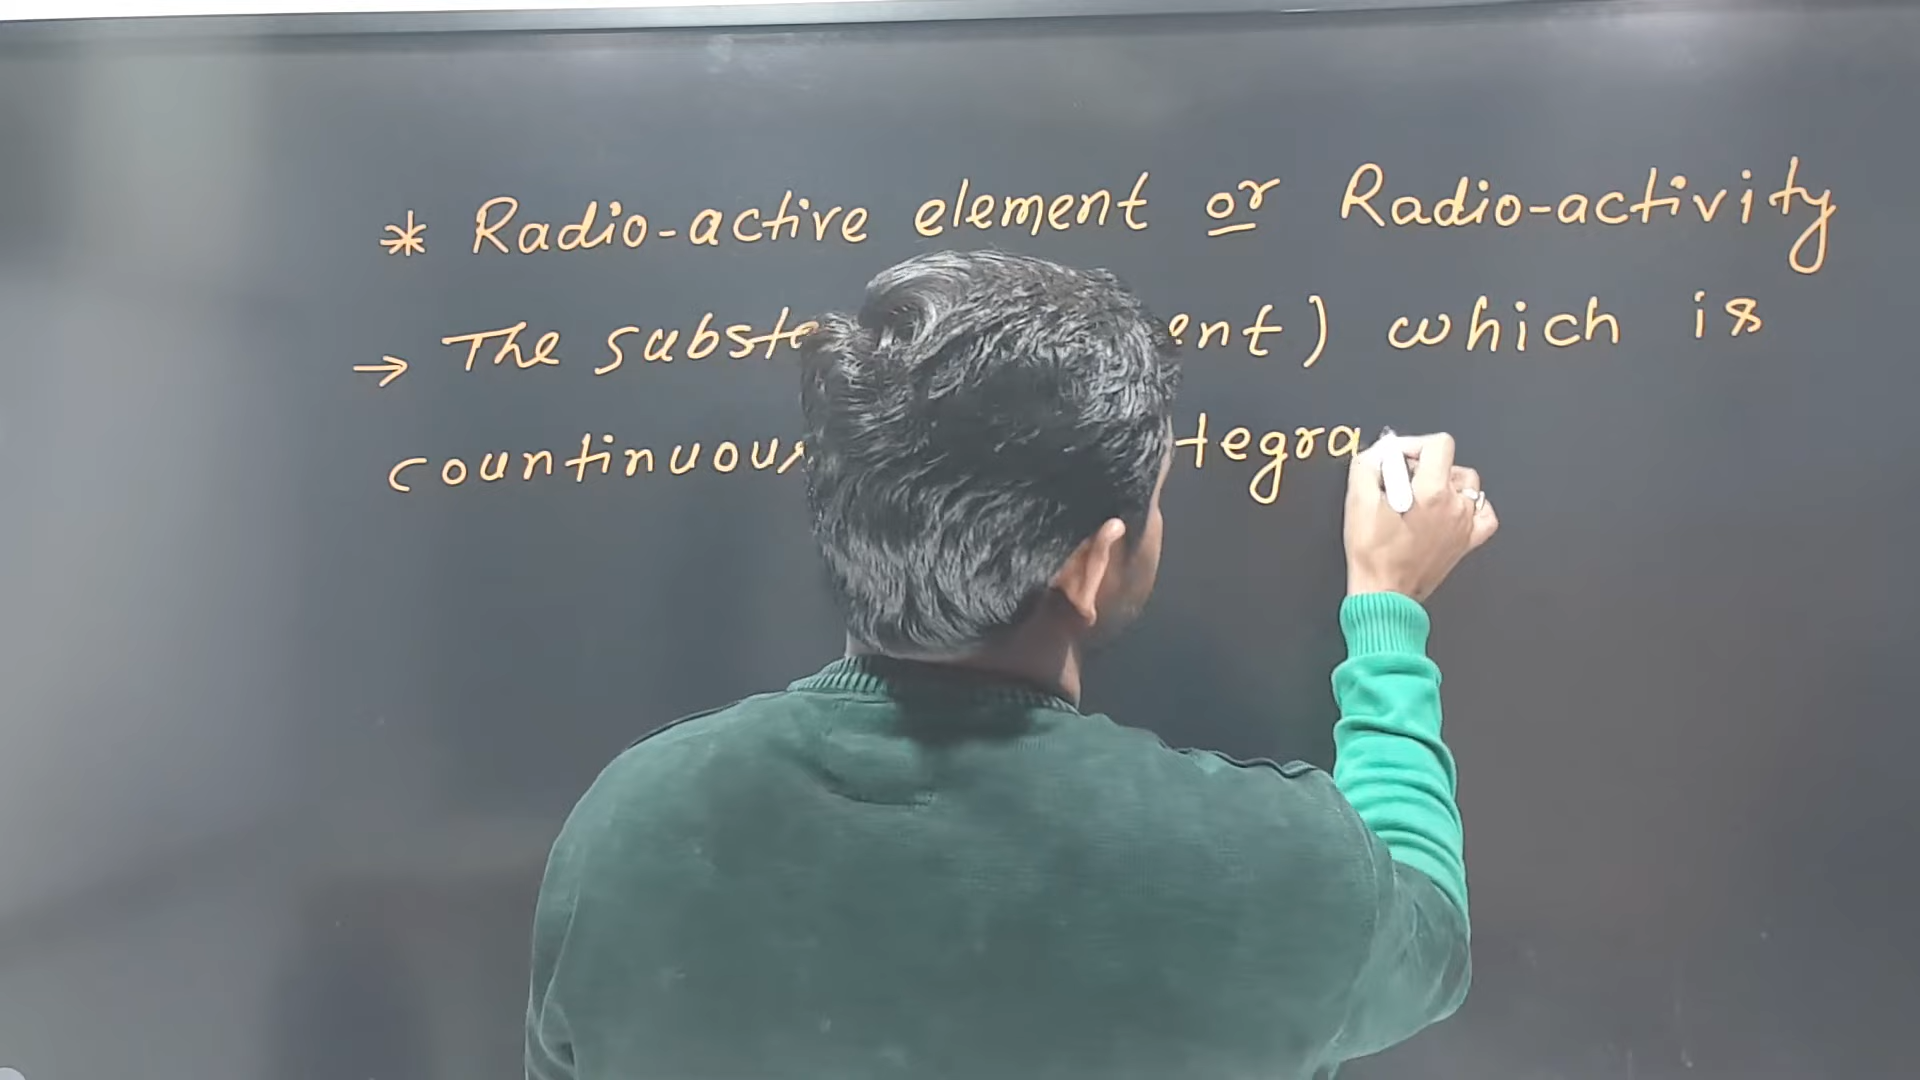 * Radio-active element or Radio-activity
→ The subst ent) which is
countinuous tegra